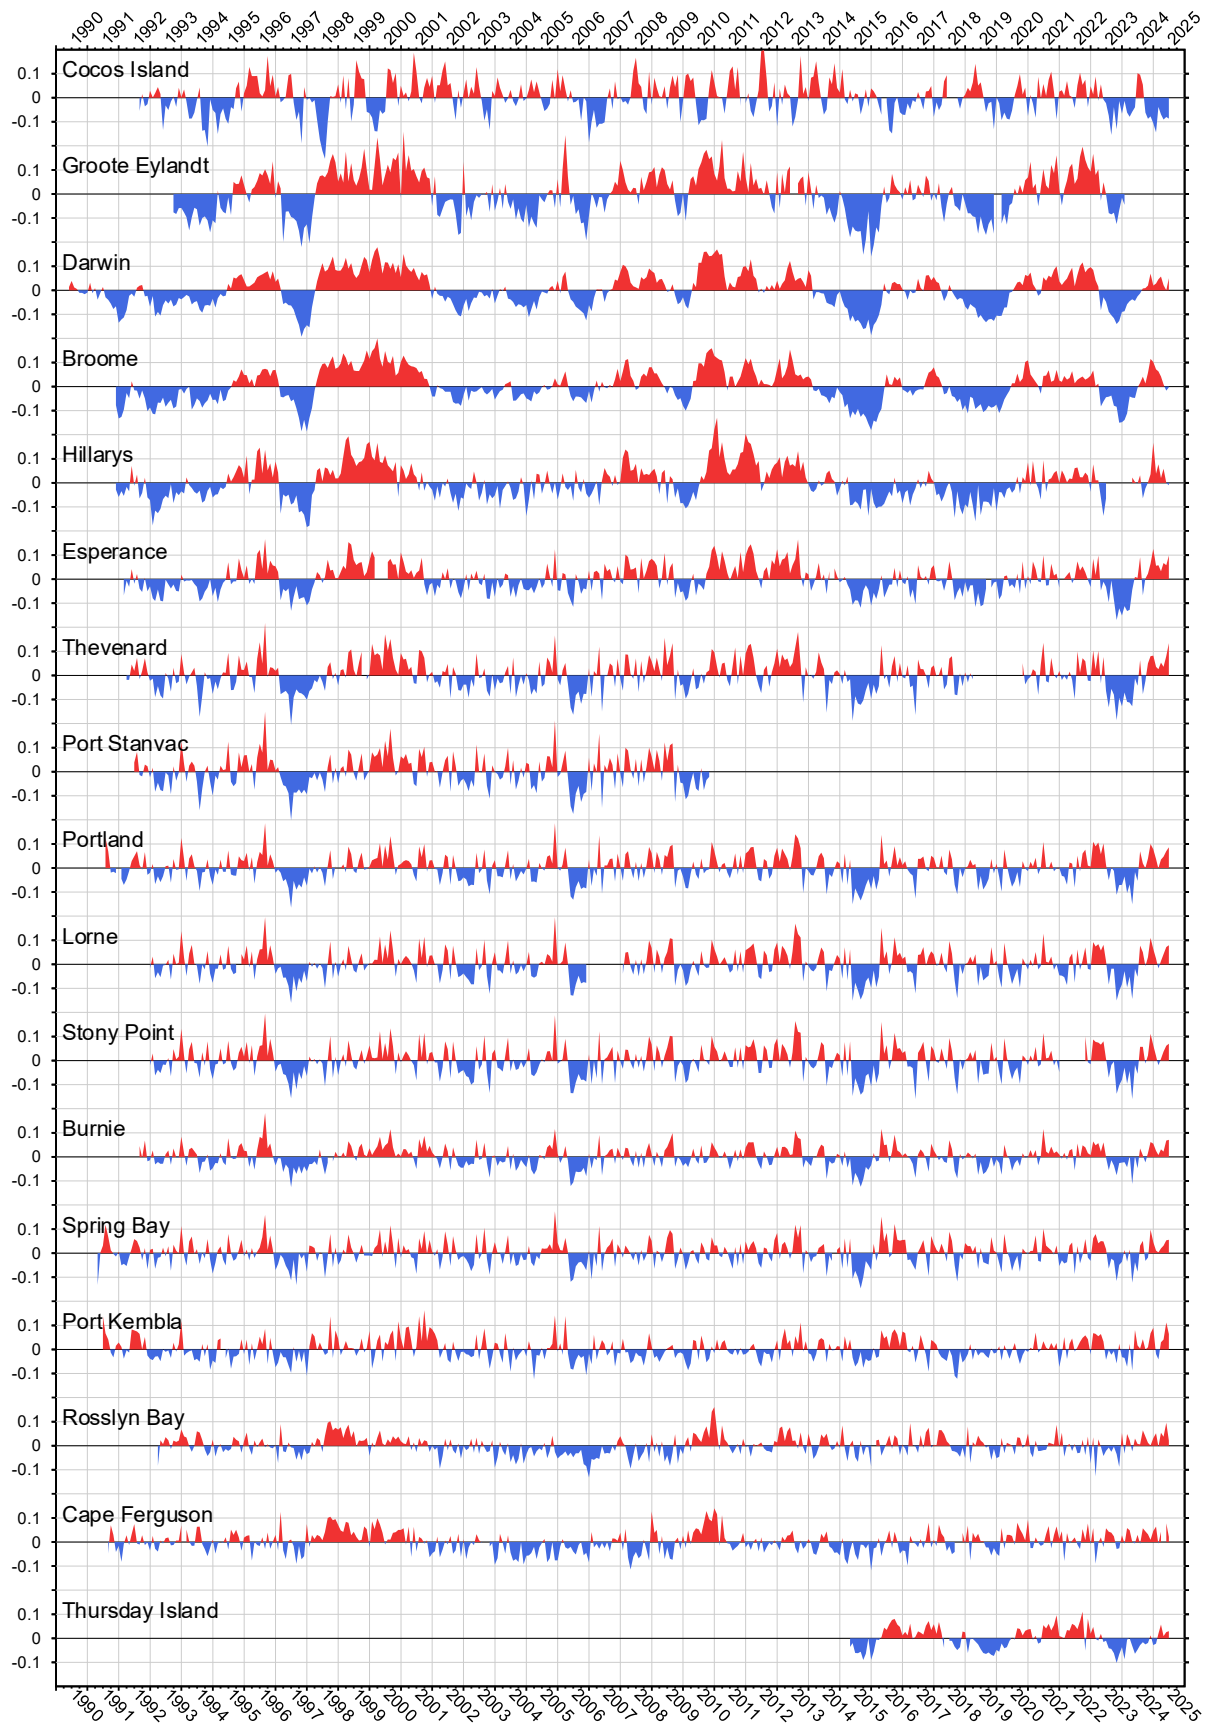 1990 1991 1992 1993 1994 1995 1996 1997 1998 1999 2000 2001 2002 2003 2004 2005 2006 2007 2008 2009 2010 2011 2012 2013 2014 2015 2016 2017 2018 2019 2020 2021 2022 2023 2024 2025
Cocos Island
0.1
0
-0.1
Groote Eylandt
0.1
0
-0.1
Darwin
0.1
0
-0.1
Broome
0.1
0
-0.1
Hillarys
0.1
0
-0.1
Esperance
0.1
0
-0.1
Thevenard
0.1
0
-0.1
Port Stanvac
0.1
0
-0.1
Portland
0.1
0
-0.1
Lorne
0.1
0
-0.1
Stony Point
0.1
0
-0.1
Burnie
0.1
0
-0.1
Spring Bay
0.1
0
-0.1
Port Kembla
0.1
0
-0.1
Rosslyn Bay
0.1
0
-0.1
Cape Ferguson
0.1
0
-0.1
Thursday Island
0.1
0
-0.1
1990 1991 1992 1993 1994 1995 1996 1997 1998 1999 2000 2001 2002 2003 2004 2005 2006 2007 2008 2009 2010 2011 2012 2013 2014 2015 2016 2017 2018 2019 2020 2021 2022 2023 2024 2025